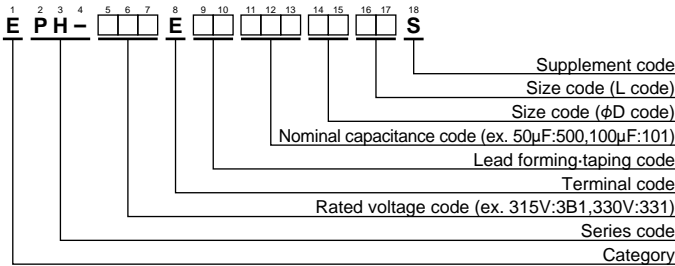 1 2 3 4 5 6 7 8 9 10 11 12 13 14 15 16 17 18
E PH– □□□ E □□ □□□ □□ □□ S
Supplement code
Size code (L code)
Size code (ϕD code)
Nominal capacitance code (ex. 50µF:500,100µF:101)
Lead forming·taping code
Terminal code
Rated voltage code (ex. 315V:3B1,330V:331)
Series code
Category